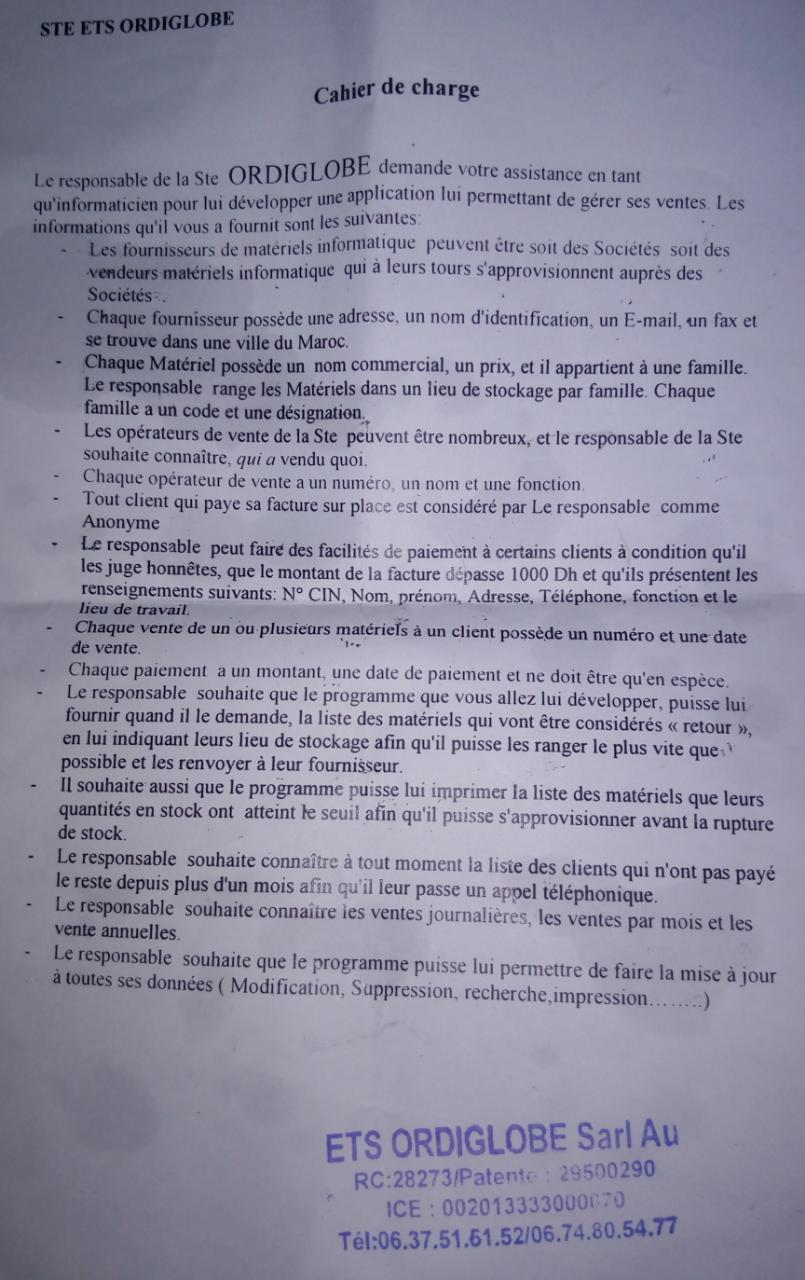 STE ETS ORDIGLOBE
Cahier de charge
Le responsable de la Ste ORDIGLOBE demande votre assistance en tant
qu'informaticien pour lui développer une application lui permettant de gérer ses ventes. Les
informations qu'il vous a fournit sont les suivantes:
- Les fournisseurs de matériels informatique peuvent être soit des Sociétés soit des
vendeurs matériels informatique qui à leurs tours s'approvisionnent auprès des
Sociétés .
- Chaque fournisseur possède une adresse, un nom d'identification, un E-mail, un fax et
se trouve dans une ville du Maroc.
- Chaque Matériel possède un nom commercial, un prix, et il appartient à une famille.
Le responsable range les Matériels dans un lieu de stockage par famille. Chaque
famille a un code et une désignation.
- Les opérateurs de vente de la Ste peuvent être nombreux, et le responsable de la Ste
souhaite connaître, qui a vendu quoi.
- Chaque opérateur de vente a un numéro, un nom et une fonction.
- Tout client qui paye sa facture sur place est considéré par Le responsable comme
Anonyme
- Le responsable peut faire des facilités de paiement à certains clients à condition qu'il
les juge honnêtes, que le montant de la facture dépasse 1000 Dh et qu'ils présentent les
renseignements suivants: N° CIN, Nom, prénom, Adresse, Téléphone, fonction et le
lieu de travail.
- Chaque vente de un ou plusieurs matériels à un client possède un numéro et une date
de vente.
- Chaque paiement a un montant, une date de paiement et ne doit être qu'en espèce.
- Le responsable souhaite que le programme que vous allez lui développer, puisse lui
fournir quand il le demande, la liste des matériels qui vont être considérés « retour »,
en lui indiquant leurs lieu de stockage afin qu'il puisse les ranger le plus vite que
possible et les renvoyer à leur fournisseur.
- Il souhaite aussi que le programme puisse lui imprimer la liste des matériels que leurs
quantités en stock ont atteint le seuil afin qu'il puisse s'approvisionner avant la rupture
de stock.
- Le responsable souhaite connaître à tout moment la liste des clients qui n'ont pas payé
le reste depuis plus d'un mois afin qu'il leur passe un appel téléphonique.
- Le responsable souhaite connaître les ventes journalières, les ventes par mois et les
vente annuelles.
- Le responsable souhaite que le programme puisse lui permettre de faire la mise à jour
à toutes ses données ( Modification, Suppression, recherche,impression........)
ETS ORDIGLOBE Sarl Au
RC:28273/Patente : 29500290
ICE :
Tél:06.37.51.61.52/06.74.80.54.77